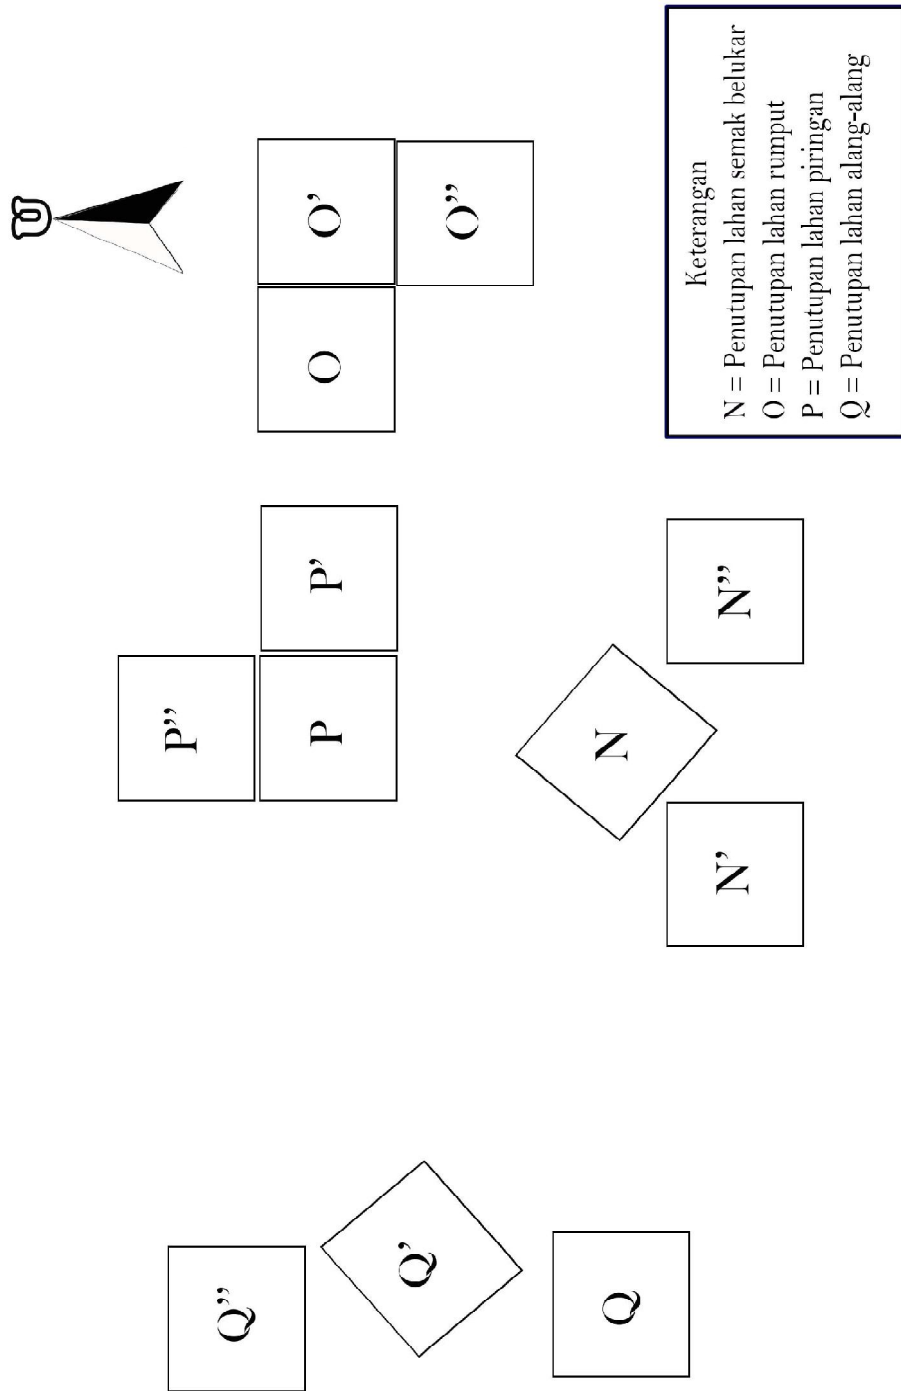 U
P”
Q”
P
P’
O
O’
Q’
O”
N
Q
N’
N”
Keterangan
N = Penutupan lahan semak belukar
O = Penutupan lahan rumput
P = Penutupan lahan piringan
Q = Penutupan lahan alang-alang